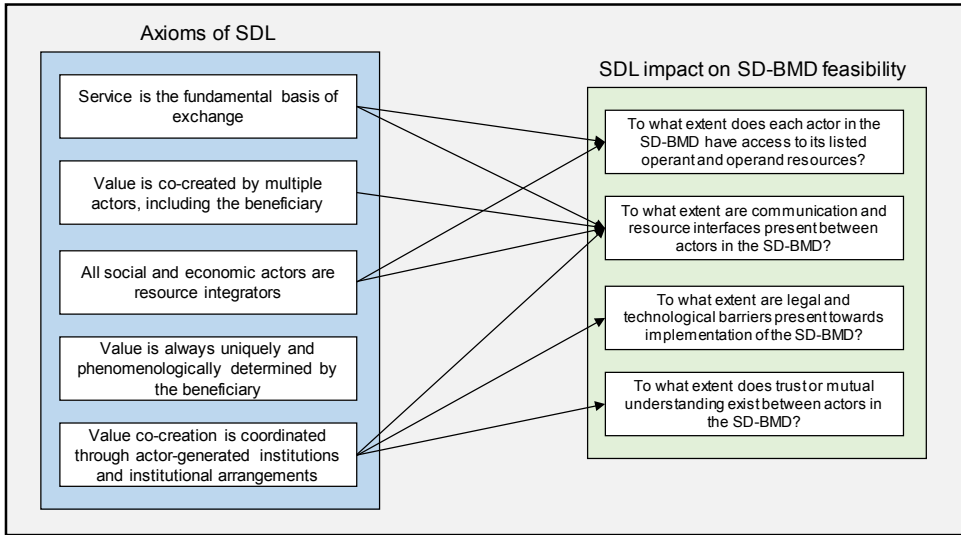 Axioms of SDL
Service is the fundamental basis of
exchange
Value is co-created by multiple
actors, including the beneficiary
All social and economic actors are
resource integrators
Value is always uniquely and
phenomenologically determined by
the beneficiary
Value co-creation is coordinated
through actor-generated institutions
and institutional arrangements
SDL impact on SD-BMD feasibility
To what extent does each actor in the
SD-BMD have access to its listed
operant and operand resources?
To what extent are communication and
resource interfaces present between
actors in the SD-BMD?
To what extent are legal and
technological barriers present towards
implementation of the SD-BMD?
To what extent does trust or mutual
understanding exist between actors in
the SD-BMD?